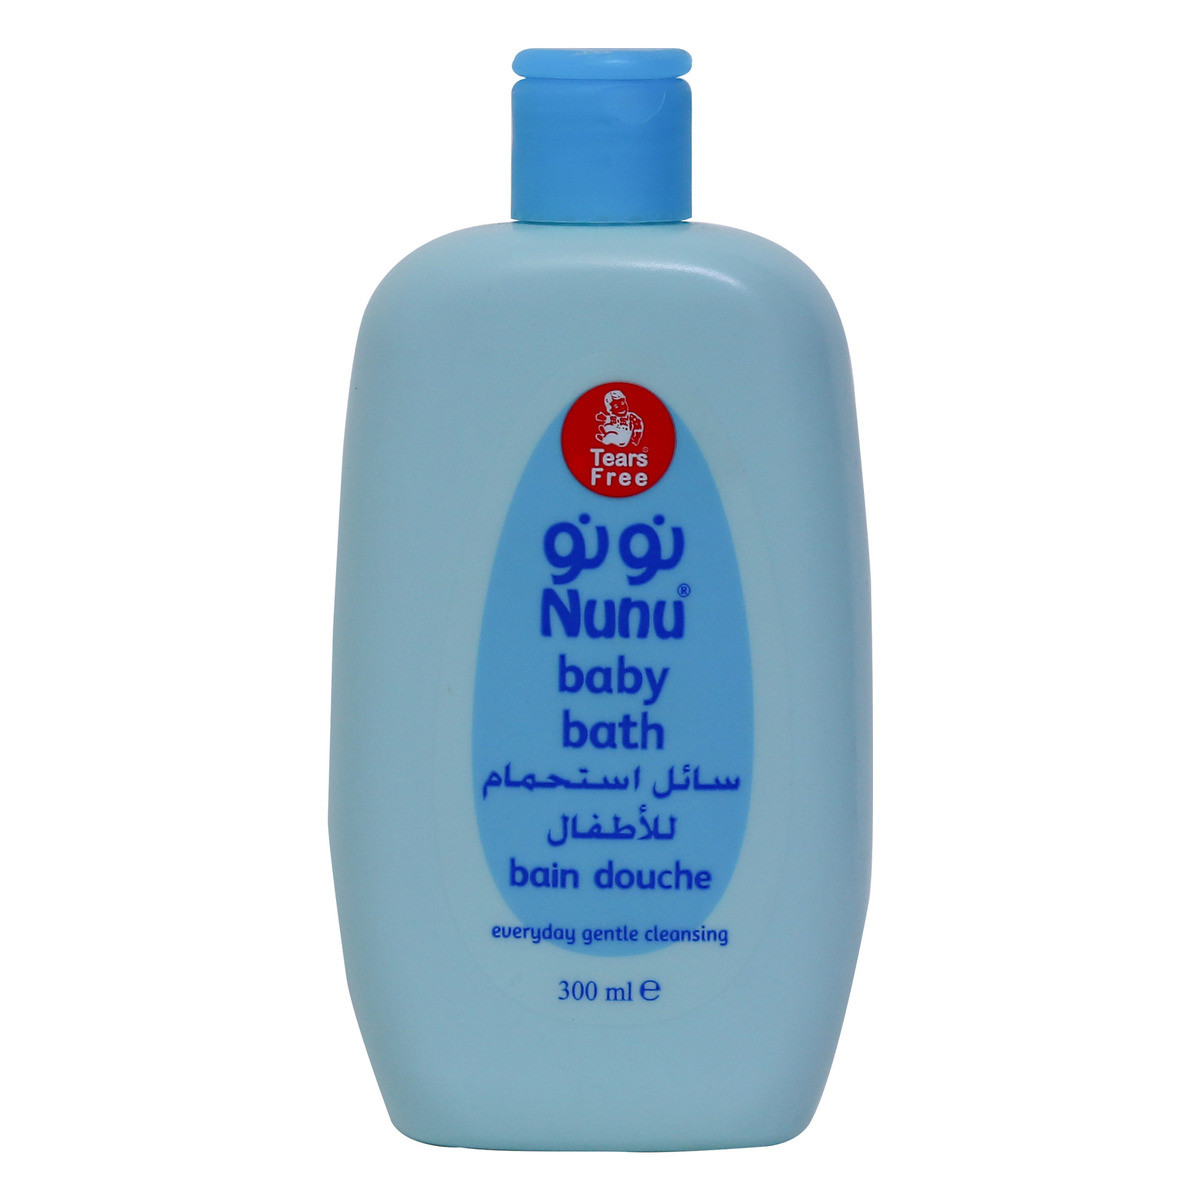 Tears
Free
نونو
Nunu®
baby
bath
سائل استحمام
للأطفال
bain douche
everyday gentle cleansing
300 ml ℮